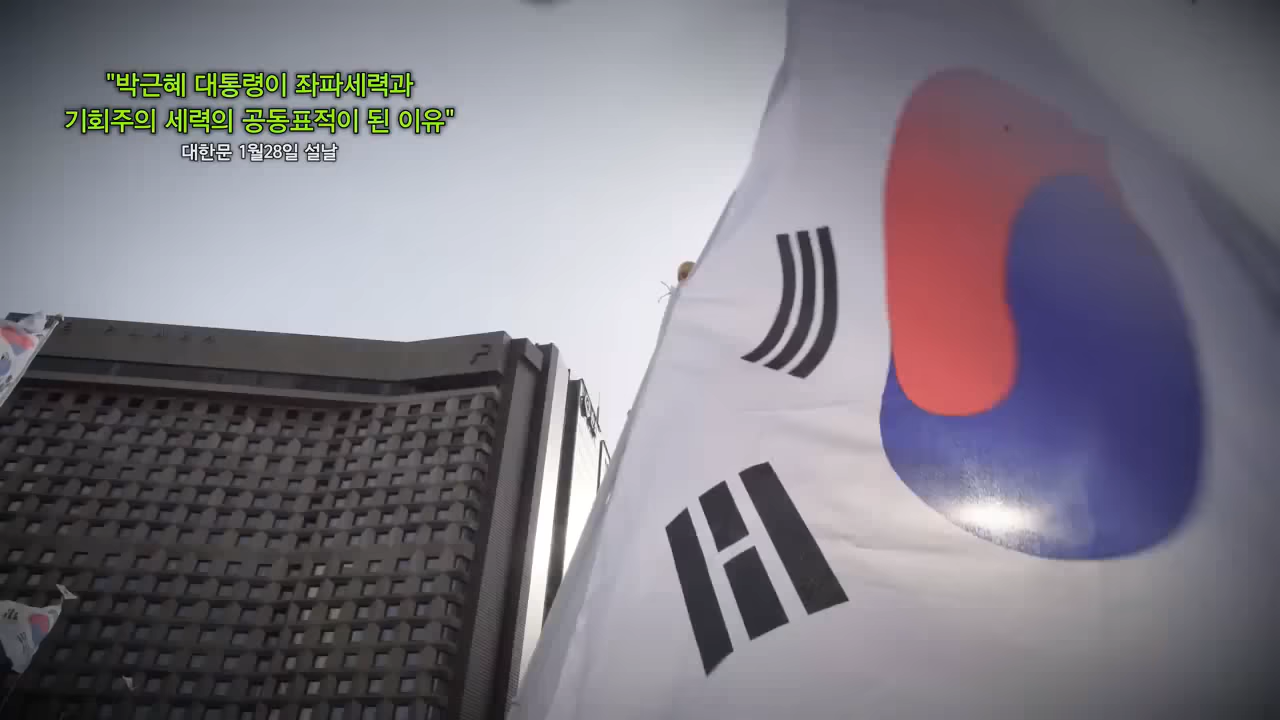 "박근혜 대통령이 좌파세력과
기회주의 세력의 공동표적이 된 이유"
대한문 1월28일 설날